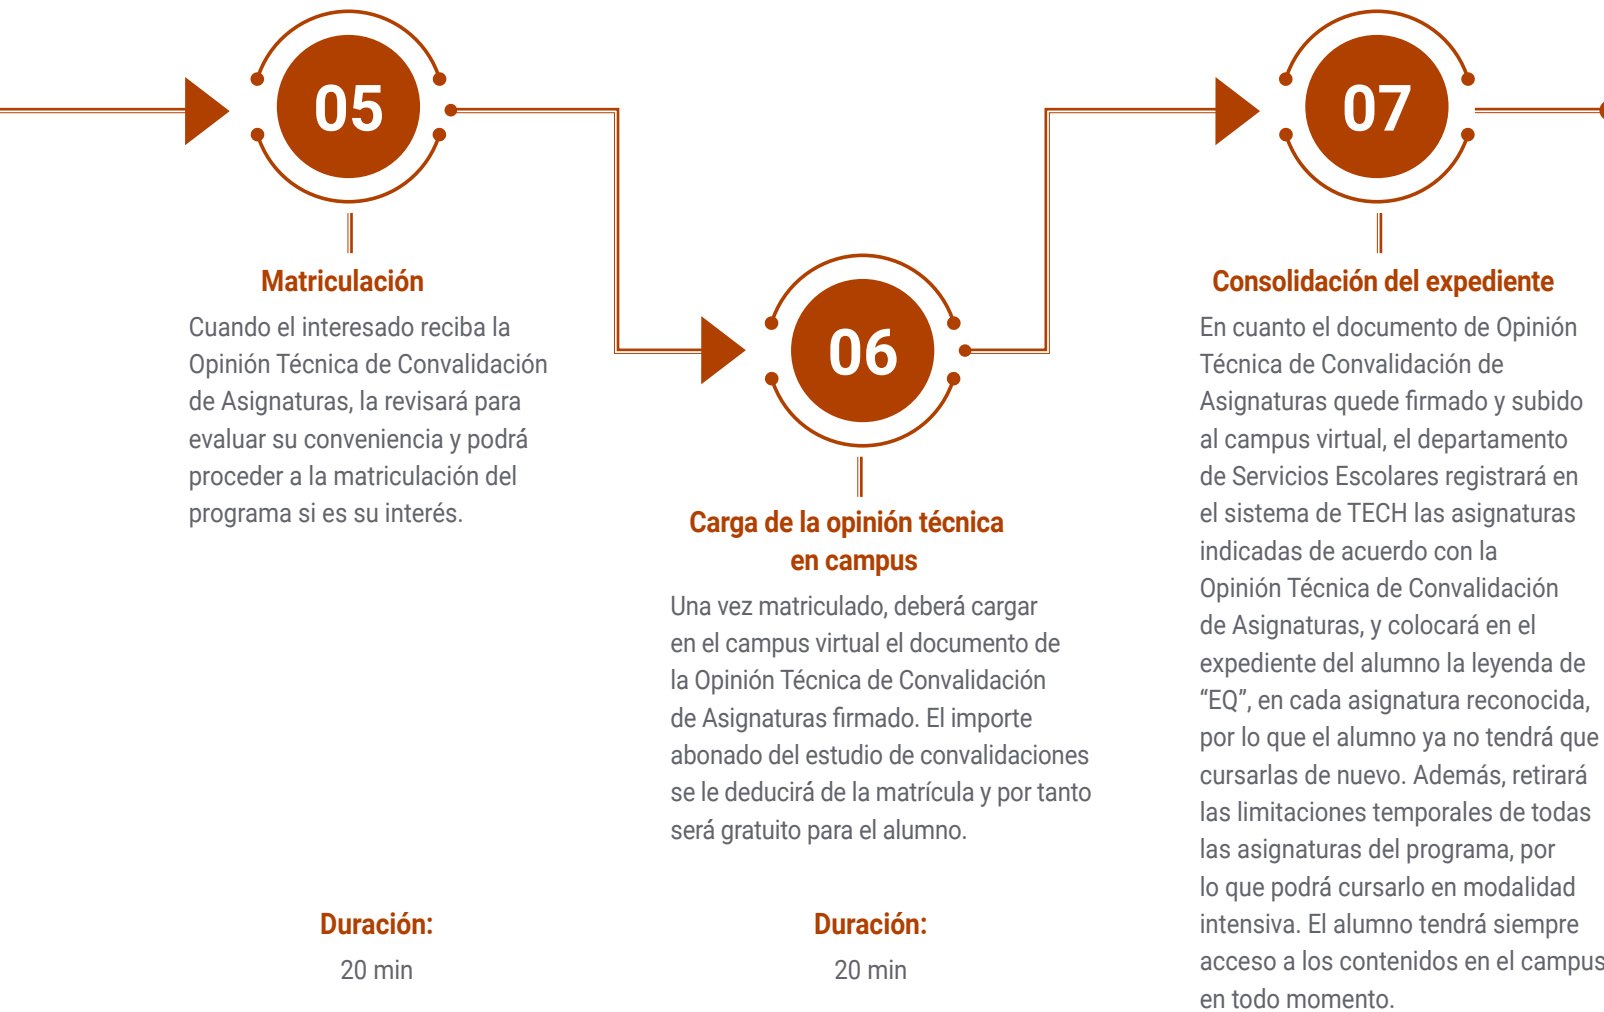 05
Matriculación
Cuando el interesado reciba la
Opinión Técnica de Convalidación
de Asignaturas, la revisará para
evaluar su conveniencia y podrá
proceder a la matriculación del
programa si es su interés.
Duración:
20 min
06
Carga de la opinión técnica
en campus
Una vez matriculado, deberá cargar
en el campus virtual el documento de
la Opinión Técnica de Convalidación
de Asignaturas firmado. El importe
abonado del estudio de convalidaciones
se le deducirá de la matrícula y por tanto
será gratuito para el alumno.
Duración:
20 min
07
Consolidación del expediente
En cuanto el documento de Opinión
Técnica de Convalidación de
Asignaturas quede firmado y subido
al campus virtual, el departamento
de Servicios Escolares registrará en
el sistema de TECH las asignaturas
indicadas de acuerdo con la
Opinión Técnica de Convalidación
de Asignaturas, y colocará en el
expediente del alumno la leyenda de
“EQ”, en cada asignatura reconocida,
por lo que el alumno ya no tendrá que
cursarlas de nuevo. Además, retirará
las limitaciones temporales de todas
las asignaturas del programa, por
lo que podrá cursarlo en modalidad
intensiva. El alumno tendrá siempre
acceso a los contenidos en el campus
en todo momento.